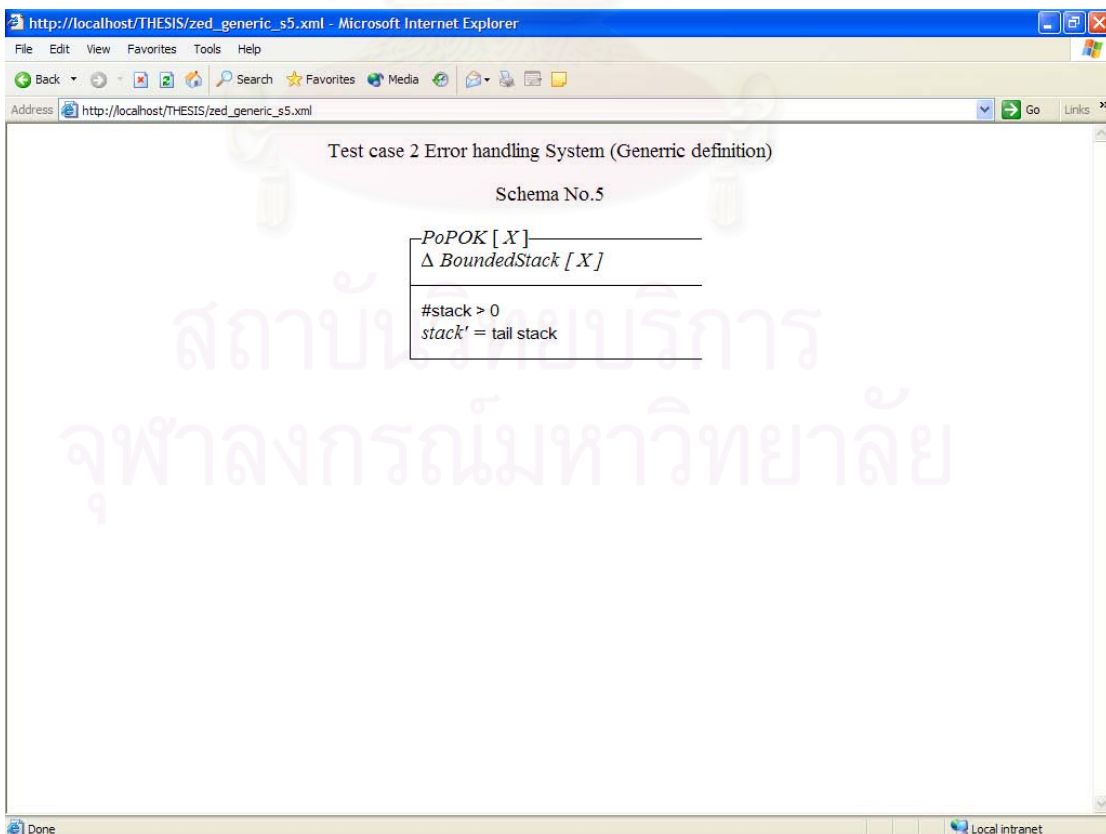 http://localhost/THESIS/zed_generic_s5.xml - Microsoft Internet Explorer
File Edit View Favorites Tools Help
Back Search Favorites Media
Address http://localhost/THESIS/zed_generic_s5.xml Go Links »
Test case 2 Error handling System (Generric definition)
Schema No.5
PoPOK [ X ]
Δ BoundedStack [ X ]
#stack > 0
stack' = tail stack
สถาบันวิทยบริการ
จุฬาลงกรณ์มหาวิทยาลัย
Done Local intranet